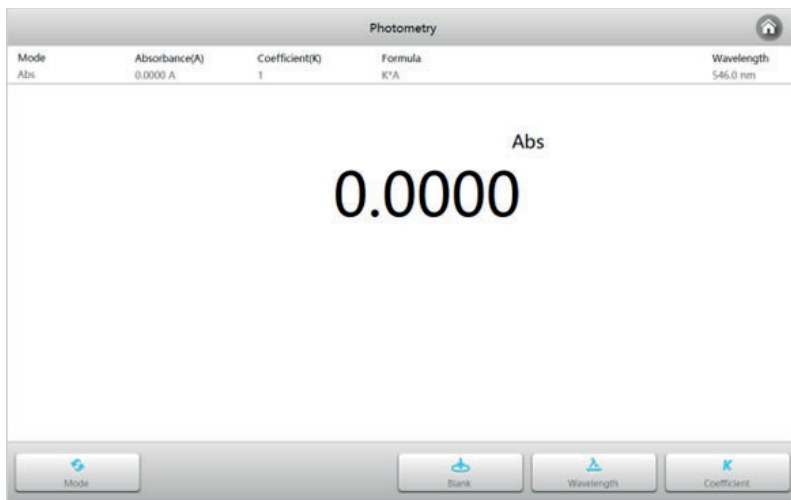 Photometry
Mode Absorbance(A) Coefficient(K) Formula Wavelength
Abs 0.0000 A 1 K*A 546.0 nm
Abs
0.0000
Mode Blank Wavelength K Coefficient